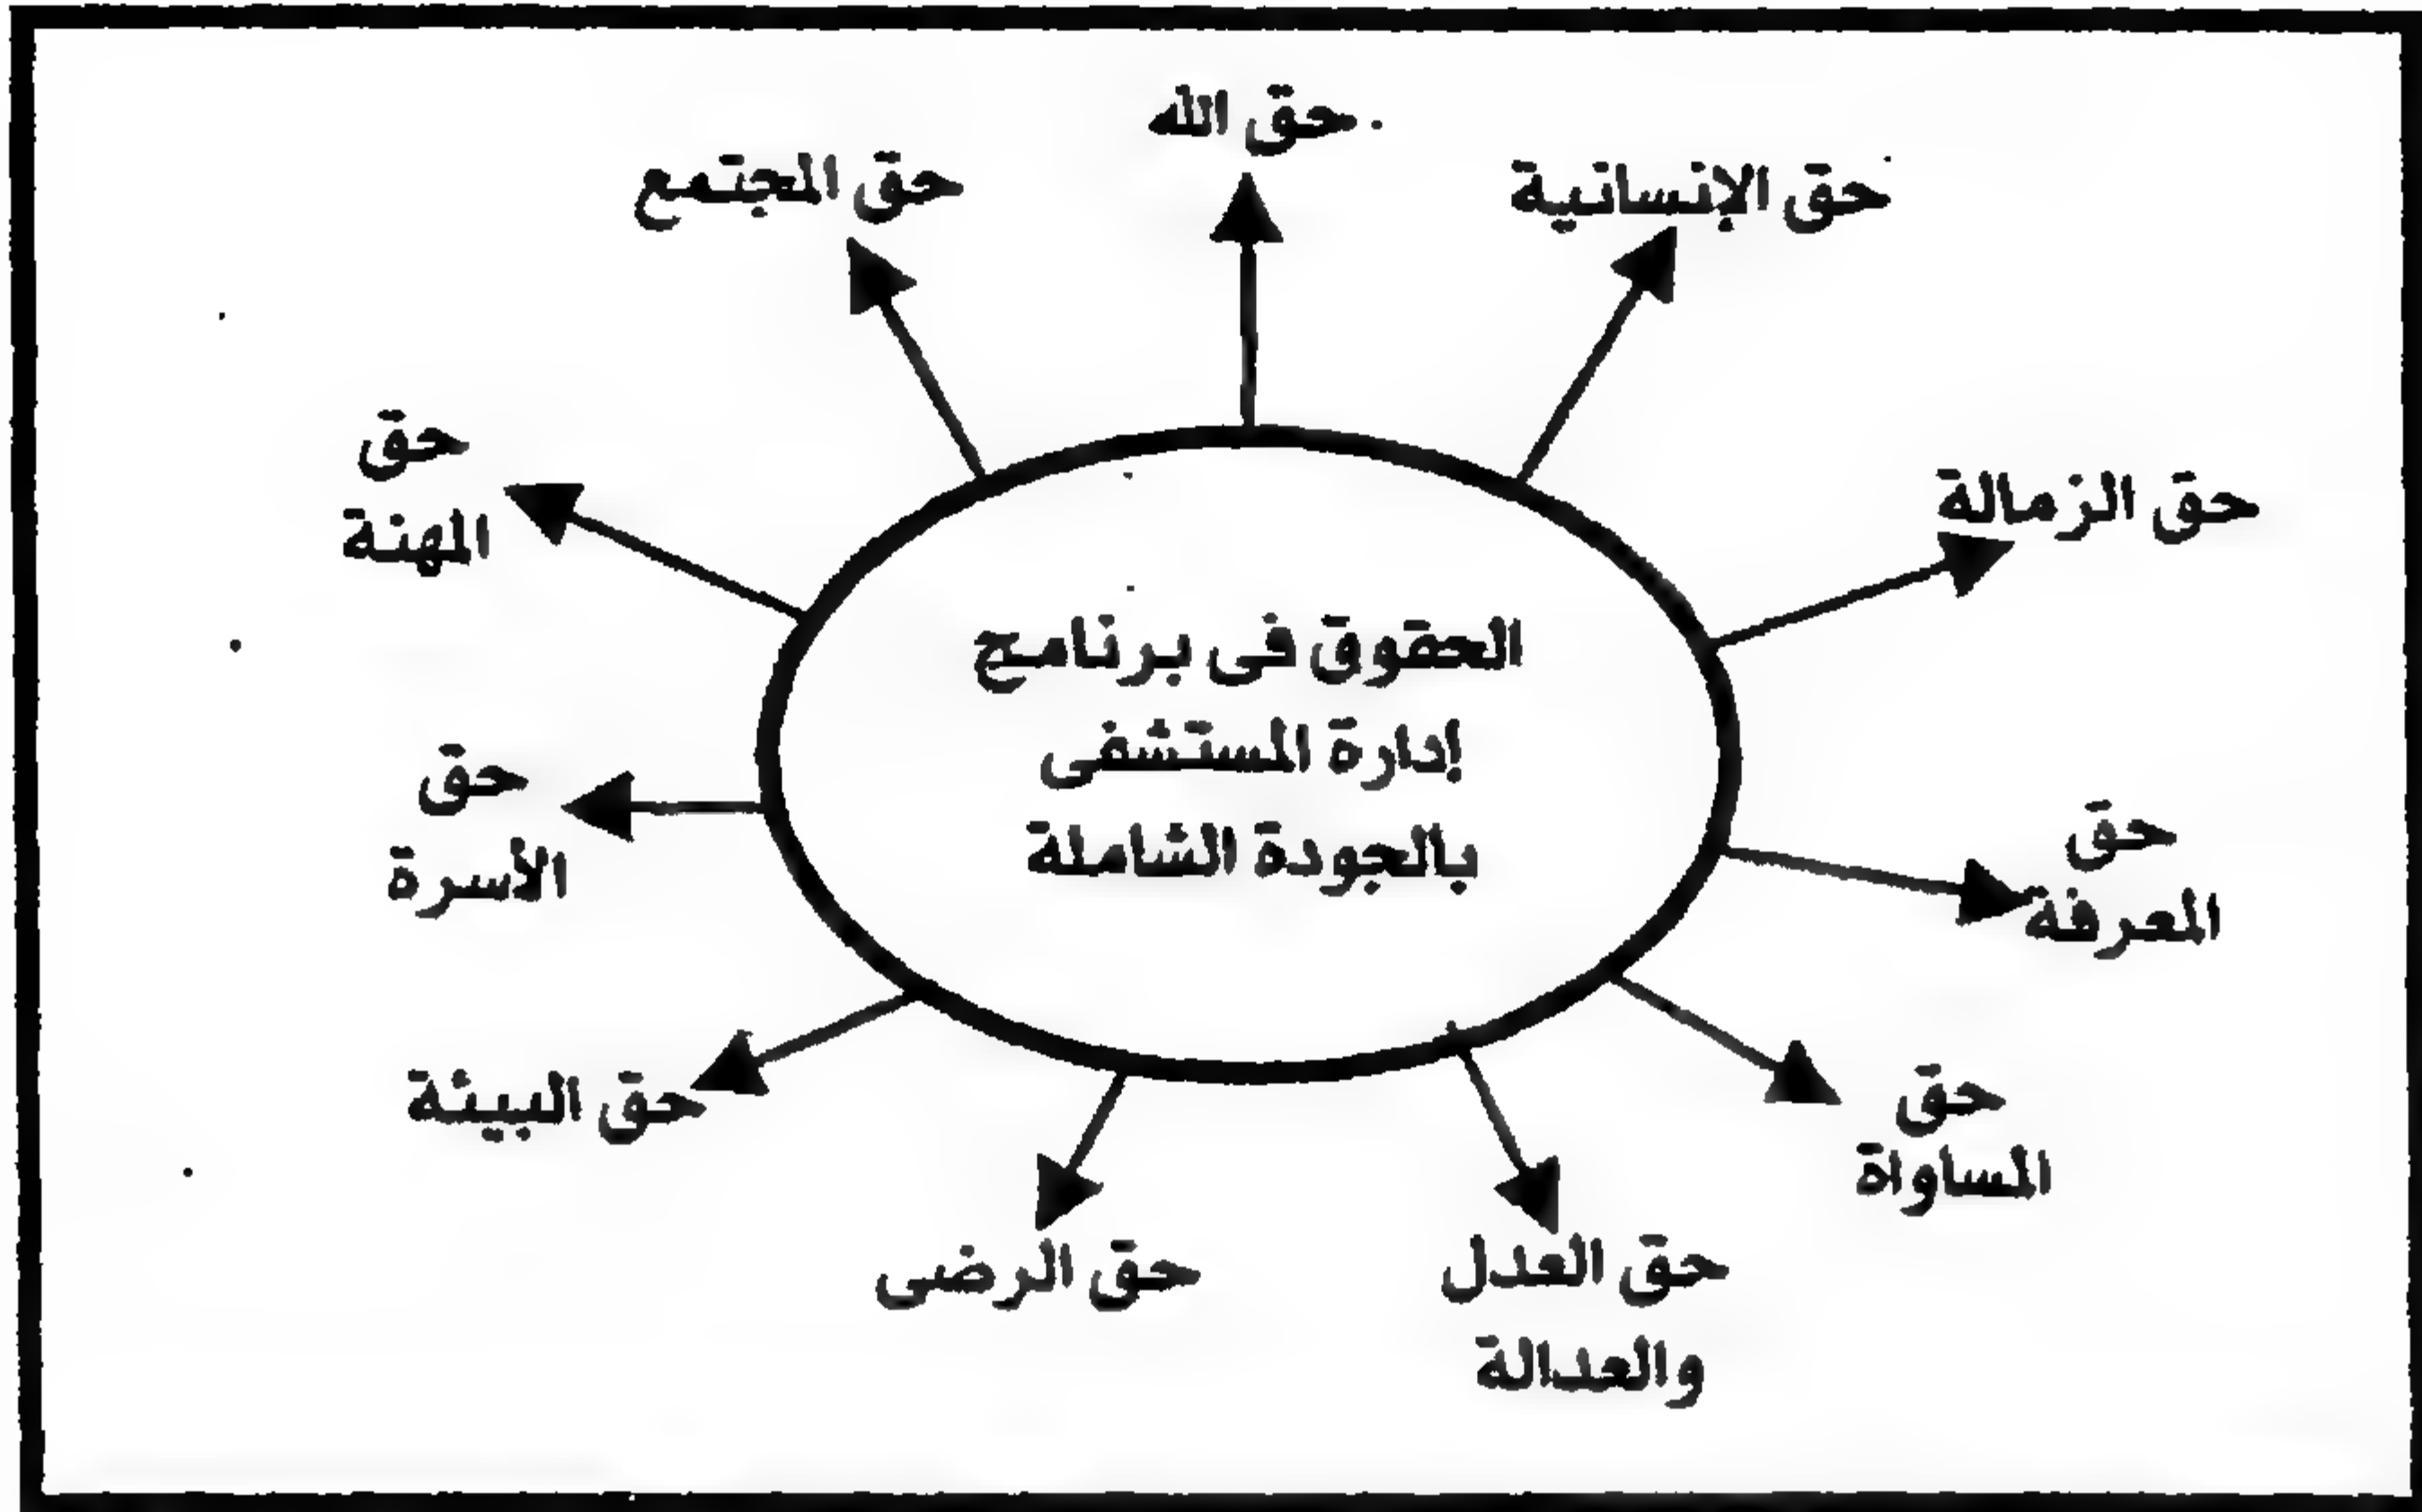 حق الله
حق الإنسانية
حق المجتمع
حق الزمالة
حق
المهنة
الحقوق فى برنامج
إدارة المستشفى
بالجودة الشاملة
حق
المعرفة
حق
الأسرة
حق
المساواة
حق البيئة
حق العدل
والعدالة
حق الرضى